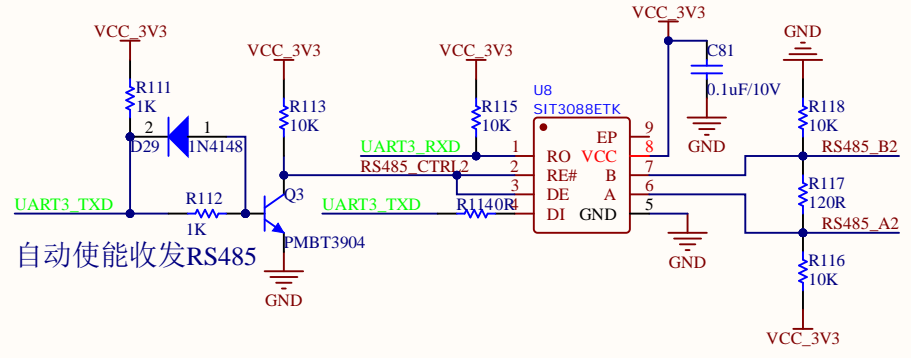 VCC_3V3
R111
1K
2
1
D29
1N4148
UART3_TXD
R112
1K
自动使能收发RS485
VCC_3V3
R113
10K
Q3
PMBT3904
GND
VCC_3V3
R115
10K
UART3_RXD
RS485_CTRL2
UART3_TXD
R114
0R
U8
SIT3088ETK
1
RO
2
RE#
3
DE
4
DI
EP
9
VCC
8
B
7
A
6
GND
5
VCC_3V3
C81
0.1uF/10V
GND
GND
GND
R118
10K
RS485_B2
R117
120R
RS485_A2
R116
10K
VCC_3V3